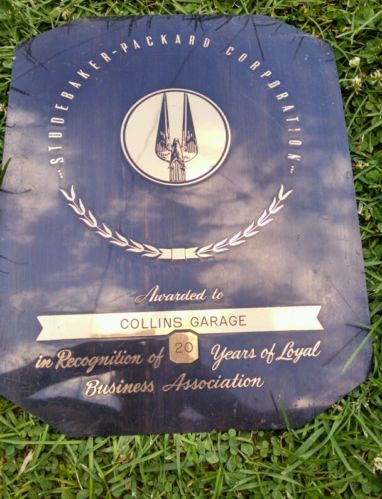 STUDEBAKER-PACKARD CORPORATION
Awarded to
COLLINS GARAGE
in Recognition of 20 Years of Loyal
Business Association